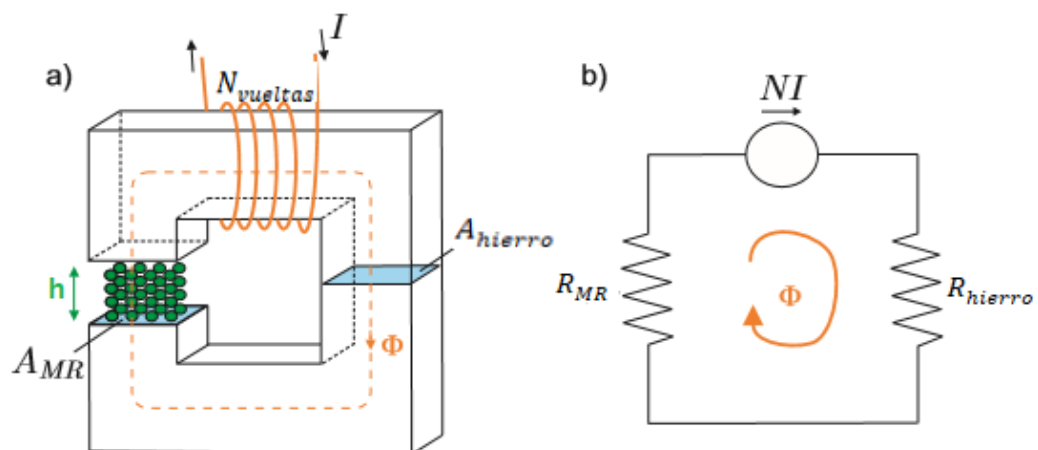 a)
I
N_vueltas
A_hierro
h
A_MR
Φ
b)
NI
R_MR
Φ
R_hierro